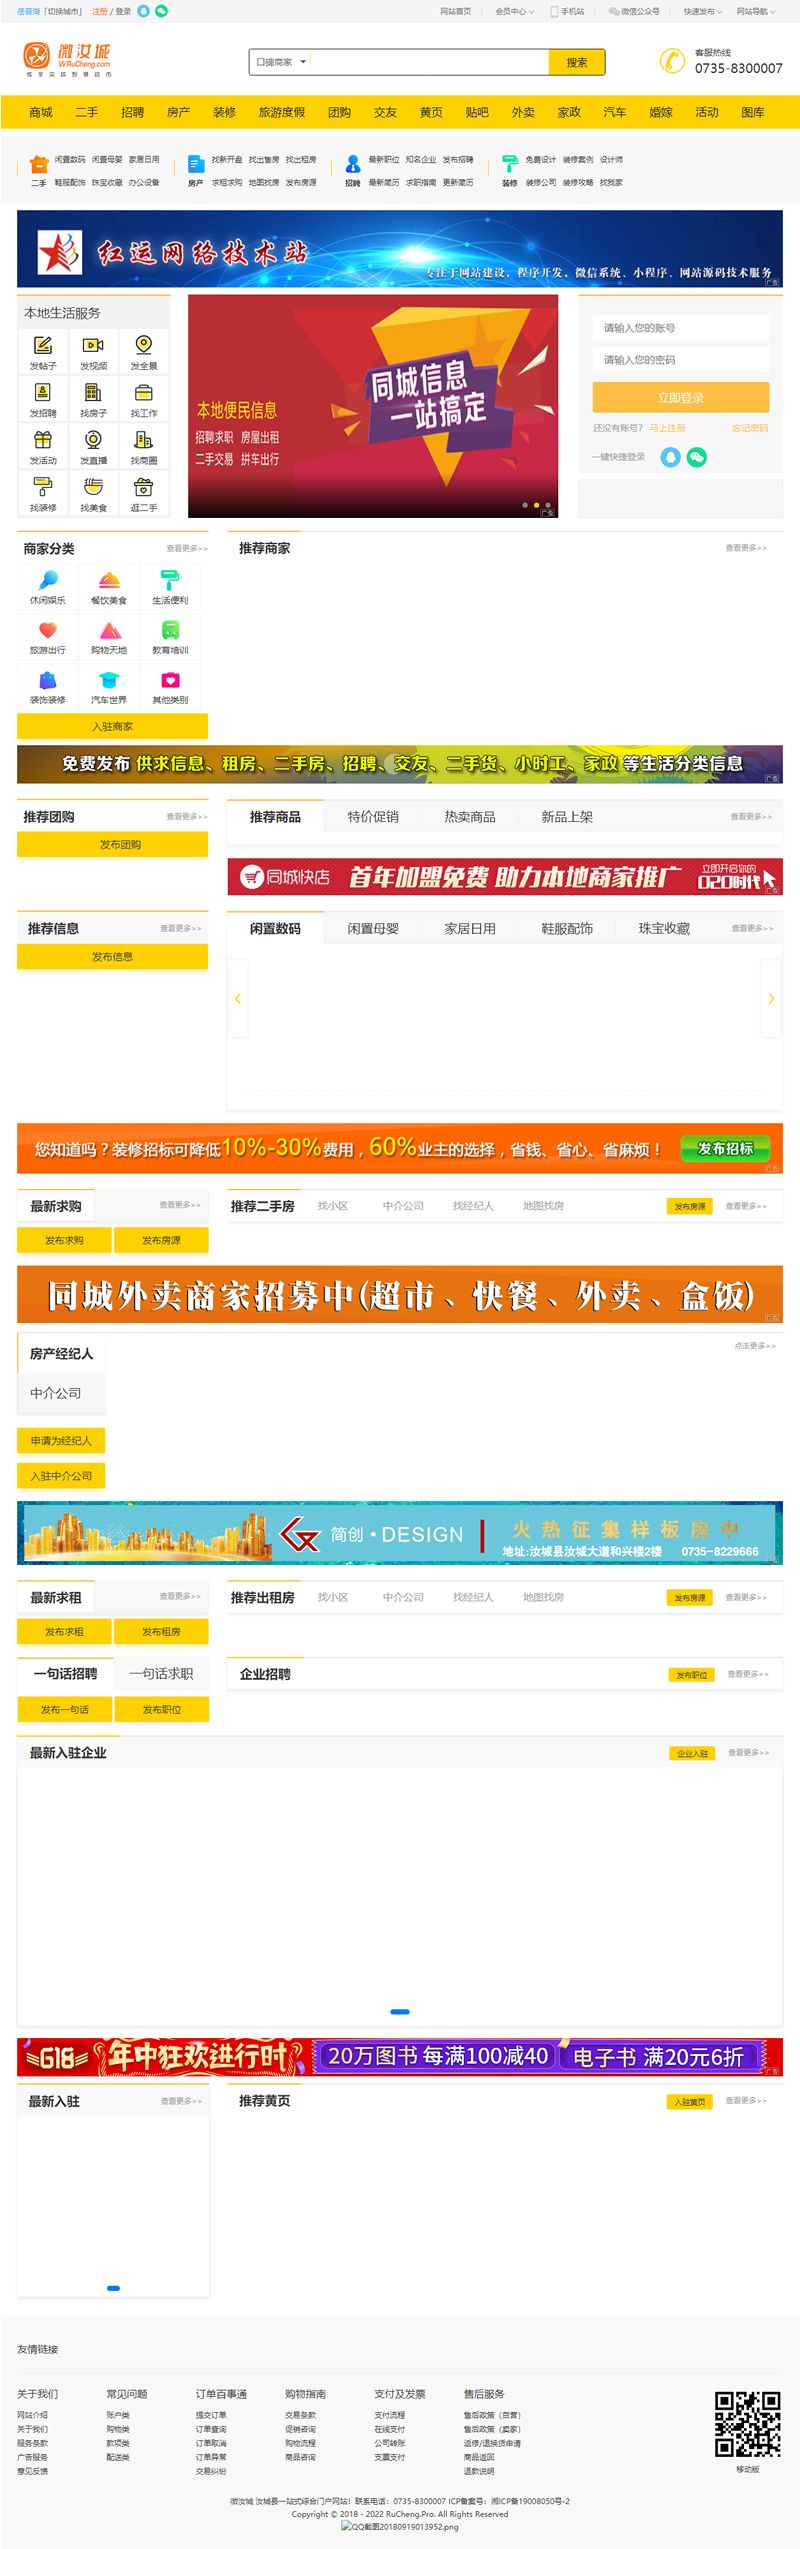 岳普湖「切换城市」 注册 / 登录 网站首页 会员中心 手机站 微信公众号 快速发布 网站导航
微汝城 WRuCheng.com
口碑商家 搜索
客服热线
0735-8300007
商城 二手 招聘 房产 装修 旅游度假 团购 交友 黄页 贴吧 外卖 家政 汽车 婚嫁 活动 图库
闲置数码 闲置母婴 家居日用 找新开盘 找出售房 找出租房 最新职位 知名企业 发布招聘 免费设计 装修案例 设计师
二手 鞋服配饰 珠宝收藏 办公设备 房产 求租求购 地图找房 发布房源 招聘 最新简历 求职指南 更新简历 装修 装修公司 装修攻略 找我家
红运网络技术站
专注于网站建设，程序开发，微信系统、小程序、网站源码技术服务
广告
本地生活服务
发帖子 发视频 发全景
发招聘 找房子 找工作
发活动 发直播 找商圈
找装修 找美食 逛二手
同城信息
一站搞定
本地便民信息
招聘求职 房屋出租
二手交易 拼车出行
广告
请输入您的账号
请输入您的密码
立即登录
还没有账号？ 马上注册 忘记密码
一键快捷登录
商家分类 查看更多>>
休闲娱乐 餐饮美食 生活便利
旅游出行 购物天地 教育培训
装饰装修 汽车世界 其他类别
入驻商家
推荐商家 查看更多>>
免费发布 供求信息、租房、二手房、招聘、交友、二手货、小时工、家政 等生活分类信息
广告
推荐团购 查看更多>>
发布团购
推荐商品 特价促销 热卖商品 新品上架 查看更多>>
同城快店 首年加盟免费 助力本地商家推广 立即开启你的 O2O时代
广告
推荐信息 查看更多>>
发布信息
闲置数码 闲置母婴 家居日用 鞋服配饰 珠宝收藏 查看更多>>
您知道吗？装修招标可降低10%-30%费用，60%业主的选择，省钱、省心、省麻烦！ 发布招标
广告
最新求购 查看更多>>
发布求购 发布房源
推荐二手房 找小区 中介公司 找经纪人 地图找房 发布房源 查看更多>>
同城外卖商家招募中(超市、快餐、外卖、盒饭)
广告
房产经纪人 点击更多>>
中介公司
申请为经纪人
入驻中介公司
简创·DESIGN 火热征集样板房中
地址:汝城县汝城大道和兴楼2楼 0735-8229666
广告
最新求租 查看更多>>
发布求租 发布租房
推荐出租房 找小区 中介公司 找经纪人 地图找房 发布房源 查看更多>>
一句话招聘 一句话求职
发布一句话 发布职位
企业招聘 发布职位 查看更多>>
最新入驻企业 企业入驻 查看更多>>
G18 年中狂欢进行时 20万图书 每满100减40 电子书 满20元6折
广告
最新入驻 查看更多>>
推荐黄页 入驻黄页 查看更多>>
友情链接
关于我们 常见问题 订单百事通 购物指南 支付及发票 售后服务
网站介绍 账户类 提交订单 交易条款 支付流程 售后政策（自营）
关于我们 购物类 订单查询 促销咨询 在线支付 售后政策（卖家）
服务条款 款项类 订单取消 购物流程 公司转账 返修/退换货申请
广告服务 配送类 订单异常 商品咨询 支票支付 商品返回
意见反馈 交易纠纷 退款说明
移动版
微汝城 汝城县一站式综合门户网站！联系电话：0735-8300007 ICP备案号：湘ICP备19008050号-2
Copyright © 2018 - 2022 RuCheng.Pro. All Rights Reserved
QQ截图20180919013952.png